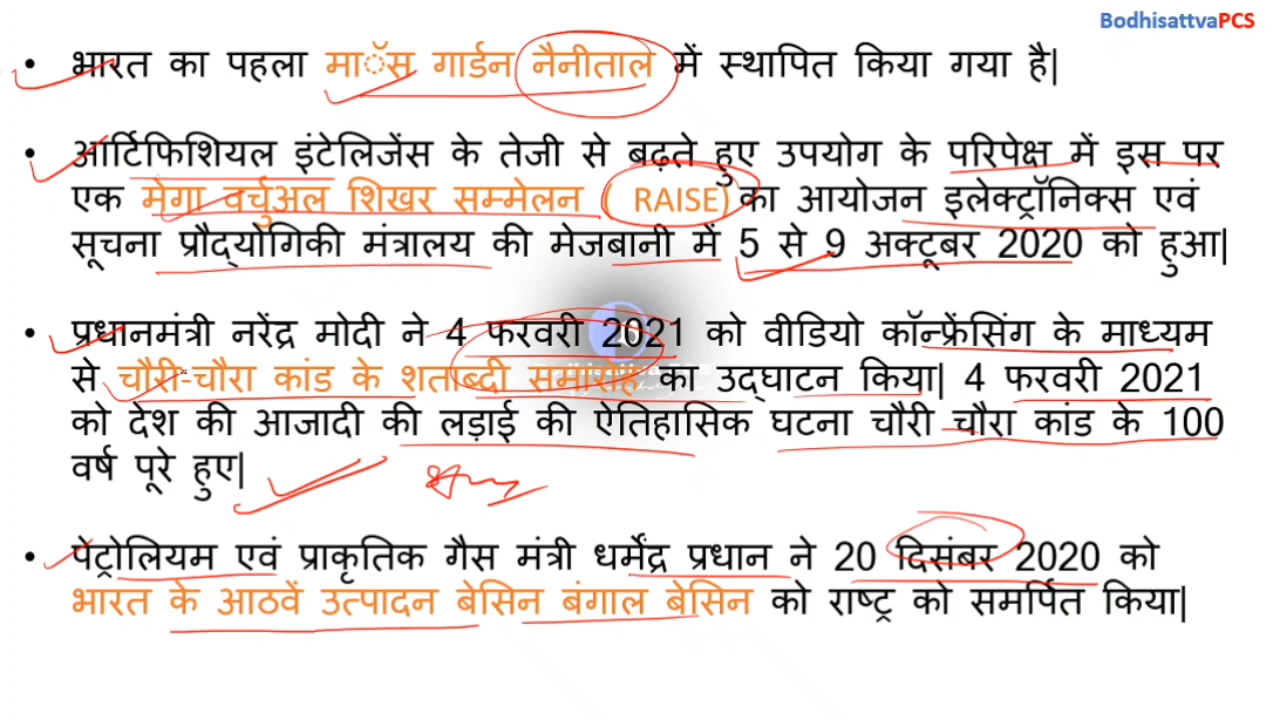 BodhisattvaPCS
• भारत का पहला माॅस गार्डन नैनीताल में स्थापित किया गया है|
• आर्टिफिशियल इंटेलिजेंस के तेजी से बढ़ते हुए उपयोग के परिपेक्ष में इस पर
एक मेगा वर्चुअल शिखर सम्मेलन ( RAISE) का आयोजन इलेक्ट्रॉनिक्स एवं
सूचना प्रौद्योगिकी मंत्रालय की मेजबानी में 5 से 9 अक्टूबर 2020 को हुआ|
• प्रधानमंत्री नरेंद्र मोदी ने 4 फरवरी 2021 को वीडियो कॉन्फ्रेंसिंग के माध्यम
से चौरी-चौरा कांड के शताब्दी समारोह का उद्घाटन किया| 4 फरवरी 2021
को देश की आजादी की लड़ाई की ऐतिहासिक घटना चौरी चौरा कांड के 100
वर्ष पूरे हुए|
• पेट्रोलियम एवं प्राकृतिक गैस मंत्री धर्मेंद्र प्रधान ने 20 दिसंबर 2020 को
भारत के आठवें उत्पादन बेसिन बंगाल बेसिन को राष्ट्र को समर्पित किया|